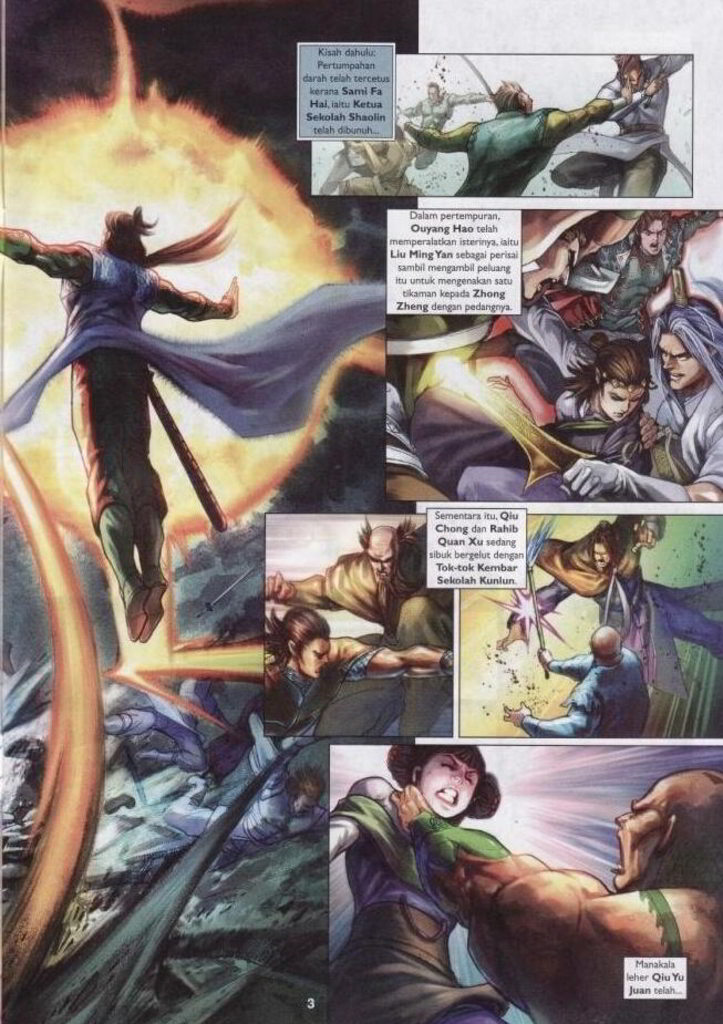 Kisah dahulu:
Pertumpahan
darah telah tercetus
kerana Sami Fa
Hai, iaitu Ketua
Sekolah Shaolin
telah dibunuh...
Dalam pertempuran,
Ouyang Hao telah
memperalatkan isterinya, iaitu
Liu Ming Yan sebagai perisai
sambil mengambil peluang
itu untuk mengenakan satu
tikaman kepada Zhong
Zheng dengan pedangnya.
Sementara itu, Qiu
Chong dan Rahib
Quan Xu sedang
sibuk bergelut dengan
Tok-tok Kembar
Sekolah Kunlun.
Manakala
leher Qiu Yu
Juan telah...
3